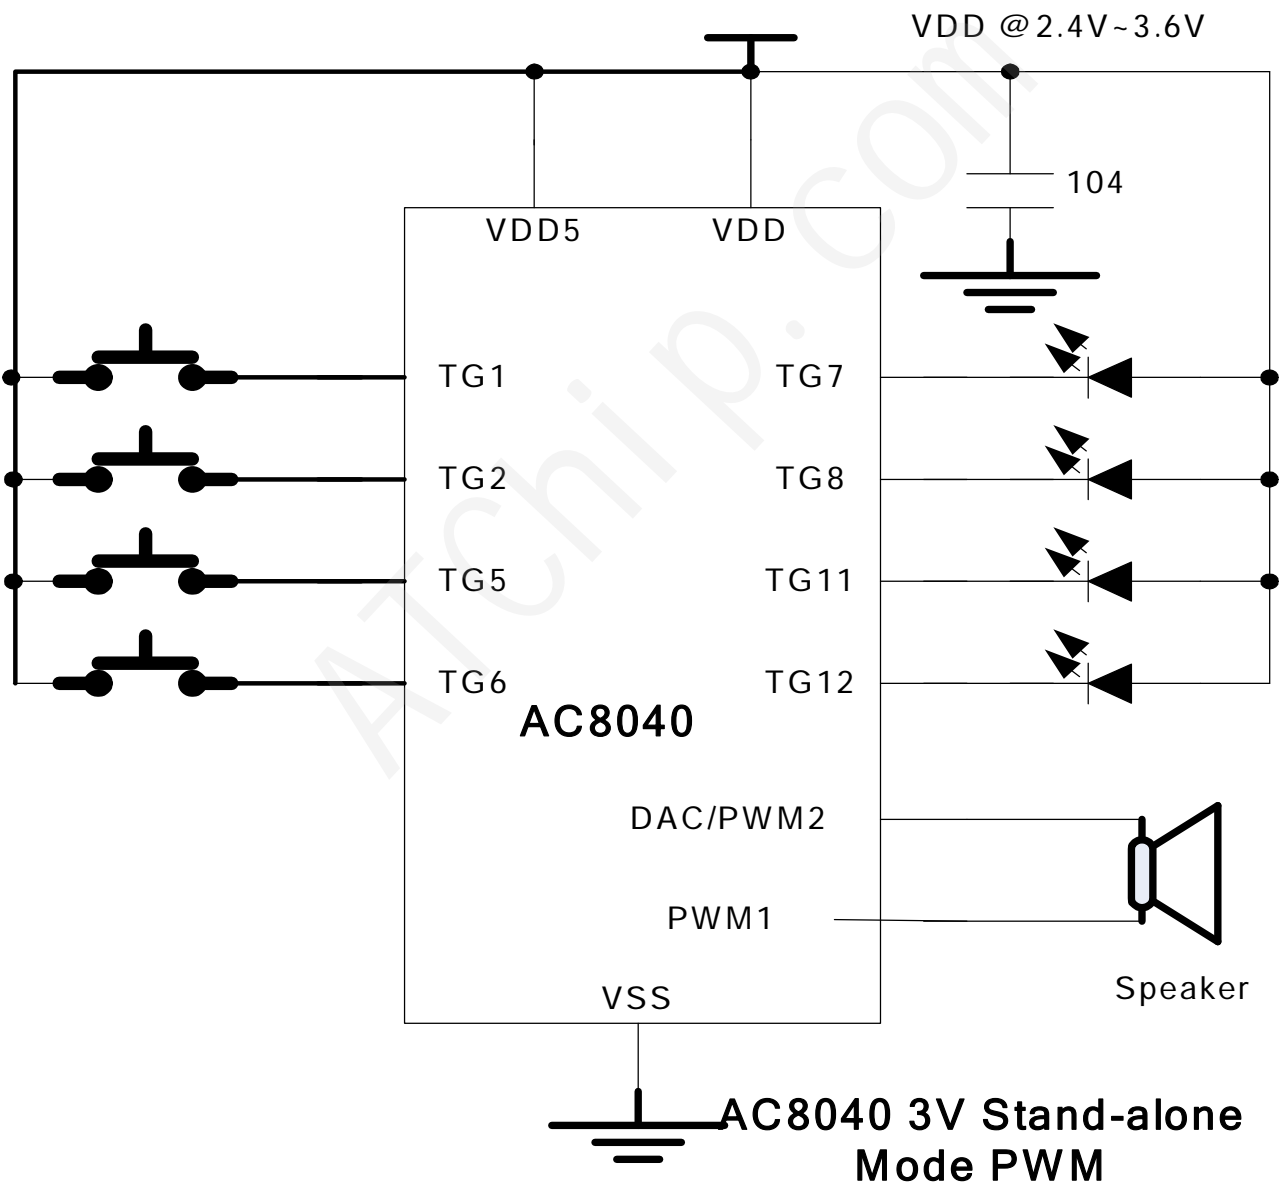 VDD @2.4V~3.6V
104
VDD5
VDD
TG1
TG7
TG2
TG8
TG5
TG11
TG6
TG12
AC8040
DAC/PWM2
PWM1
Speaker
VSS
AC8040 3V Stand-alone
Mode PWM
ATChip.com